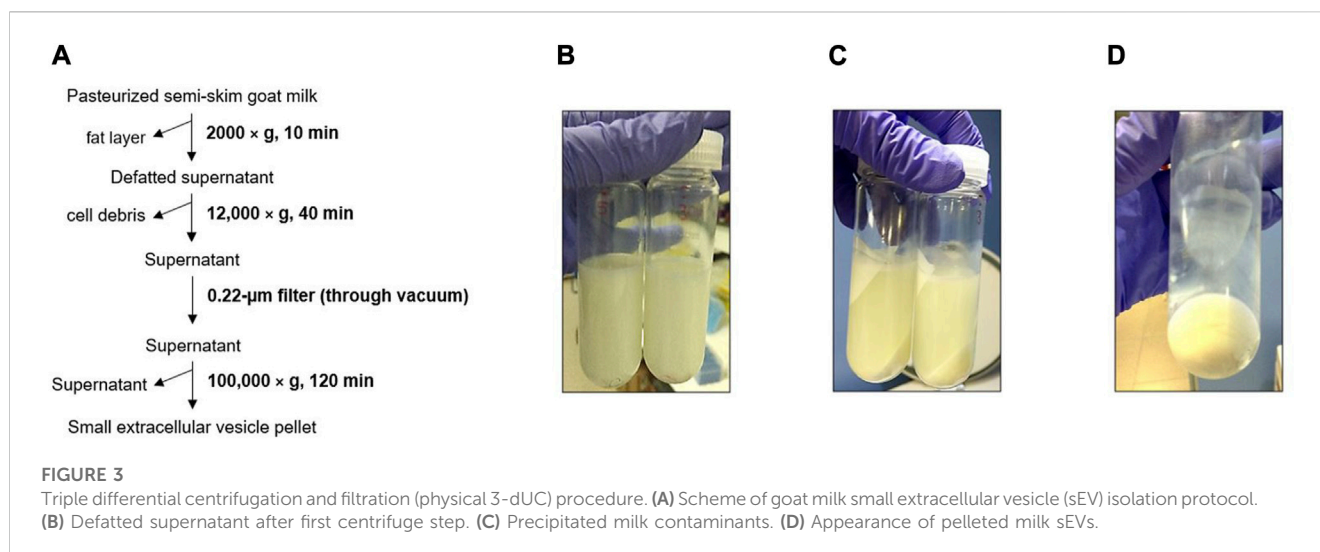 A
Pasteurized semi-skim goat milk
fat layer
2000 × g, 10 min
Defatted supernatant
cell debris
12,000 × g, 40 min
Supernatant
0.22-µm filter (through vacuum)
Supernatant
Supernatant
100,000 × g, 120 min
Small extracellular vesicle pellet
B
C
D
FIGURE 3
Triple differential centrifugation and filtration (physical 3-dUC) procedure. (A) Scheme of goat milk small extracellular vesicle (sEV) isolation protocol.
(B) Defatted supernatant after first centrifuge step. (C) Precipitated milk contaminants. (D) Appearance of pelleted milk sEVs.